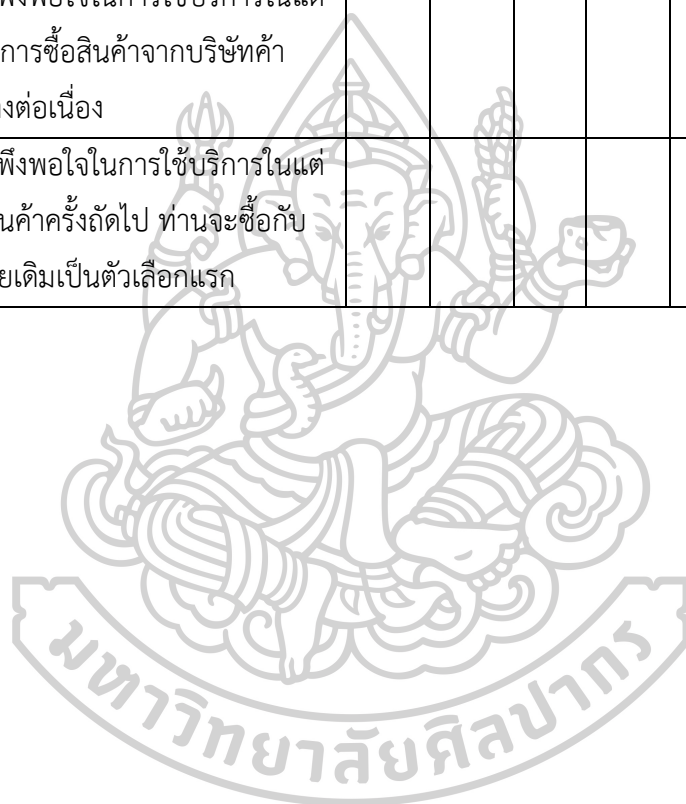 พึงพอใจในการใช้บริการในแต่
การซื้อสินค้าจากบริษัทค้า
งต่อเนื่อง
พึงพอใจในการใช้บริการในแต่
นค้าครั้งถัดไป ท่านจะซื้อกับ
ยเดิมเป็นตัวเลือกแรก
มหาวิทยาลัยศิลปากร